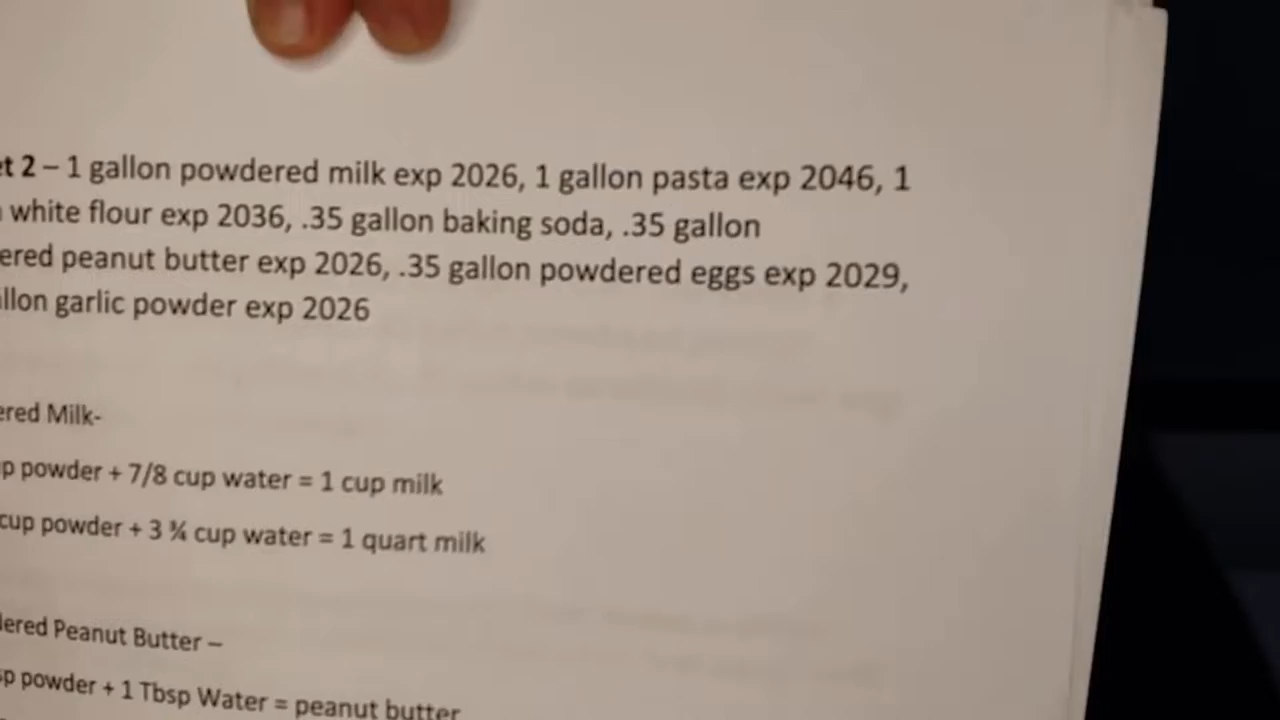 et 2 – 1 gallon powdered milk exp 2026, 1 gallon pasta exp 2046, 1
white flour exp 2036, .35 gallon baking soda, .35 gallon
ered peanut butter exp 2026, .35 gallon powdered eggs exp 2029,
llon garlic powder exp 2026
ered Milk-
p powder + 7/8 cup water = 1 cup milk
cup powder + 3 ¾ cup water = 1 quart milk
dered Peanut Butter –
sp powder + 1 Tbsp Water = peanut butter